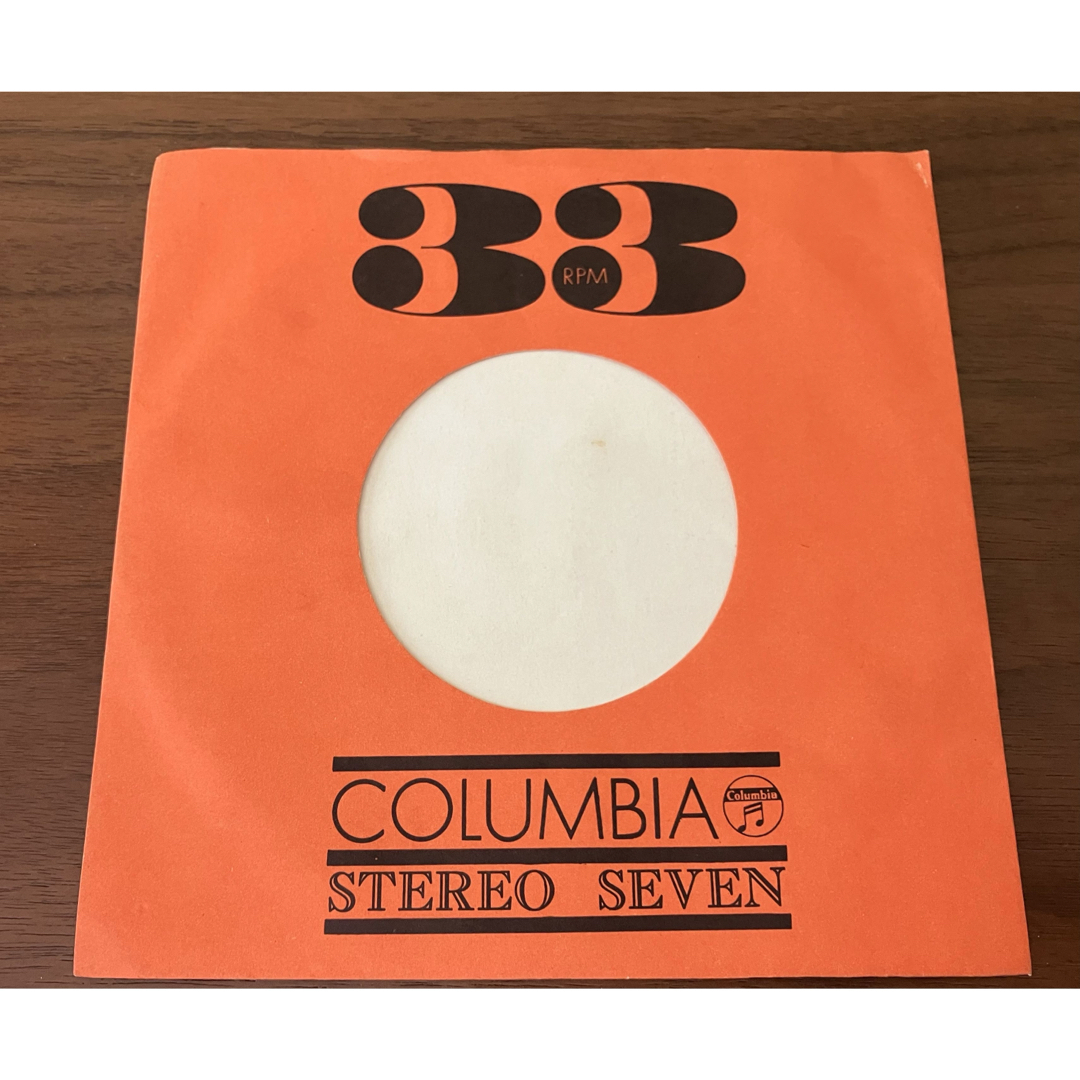 33
RPM
COLUMBIA
Columbia
STEREO SEVEN